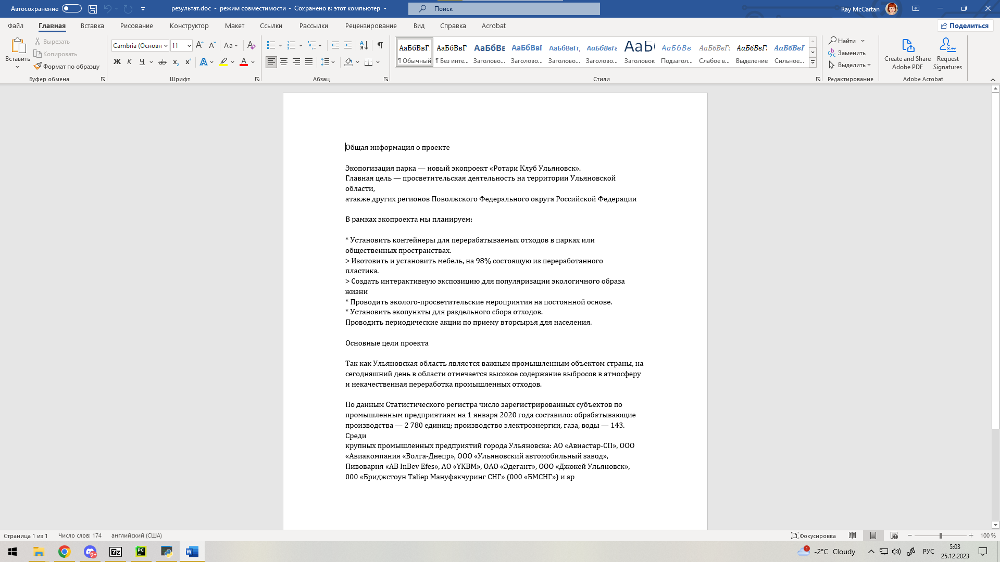 Автосохранение
результат.doc - режим совместимости - Сохранено в: этот компьютер
Поиск
Ray McCartan
Файл Главная Вставка Рисование Конструктор Макет Ссылки Рассылки Рецензирование Вид Справка Acrobat
Поделиться
Вставить
Вырезать
Копировать
Формат по образцу
Буфер обмена
Cambria (Основн 11
Aa
Ж К Ч ab x₂ x² A A
Шрифт
Абзац
АаБбВвГ АаБбВвГ АаБбВв АаБбВвГ АаБбВвГг, АаБбВвГг АаБ АаБбВв АаБбВвГг АаБбВвГг АаБбВвГ
¶ Обычный ¶ Без инте... Заголово... Заголово... Заголово... Заголово... Заголовок Подзагол... Слабое в... Выделение Сильное...
Стили
Найти
Заменить
Выделить
Редактирование
Create and Share Adobe PDF
Request Signatures
Adobe Acrobat
Общая информация о проекте
Экопогизация парка — новый экопроект «Ротари Клуб Ульяновск».
Главная цель — просветительская деятельность на территории Ульяновской
области,
атакже других регионов Поволжского Федерального округа Российской Федерации
В рамках экопроекта мы планируем:
* Установить контейнеры для перерабатываемых отходов в парках или
общественных пространствах.
> Изотовить и установить мебель, на 98% состоящую из переработанного
пластика.
> Создать интерактивную экспозицию для популяризации экологичного образа
жизни
* Проводить эколого-просветительские мероприятия на постоянной основе.
* Установить экопункты для раздельного сбора отходов.
Проводить периодические акции по приему вторсырья для населения.
Основные цели проекта
Так как Ульяновская область является важным промышленным объектом страны, на
сегодняшний день в области отмечается высокое содержание выбросов в атмосферу
и некачественная переработка промышленных отходов.
По данным Статистического регистра число зарегистрированных субъектов по
промышленным предприятиям на 1 января 2020 года составило: обрабатывающие
производства — 2 780 единиц; производство электроэнергии, газа, воды — 143.
Среди
крупных промышленных предприятий города Ульяновска: АО «Авиастар-СП», ООО
«Авиакомпания «Волга-Днепр», ООО «Ульяновский автомобильный завод»,
Пивоварня «AB InBev Efes», АО «YKBM», ОАО «Эдегант», ООО «Джокей Ульяновск»,
000 «Бриджстоун Taliep Мануфакчуринг СНГ» (000 «БМСНГ») и ар
Страница 1 из 1 Число слов: 174 английский (США)
Фокусировка
100 %
9+
7z
PC
1
-2°C Cloudy
РУС
5:03
25.12.2023